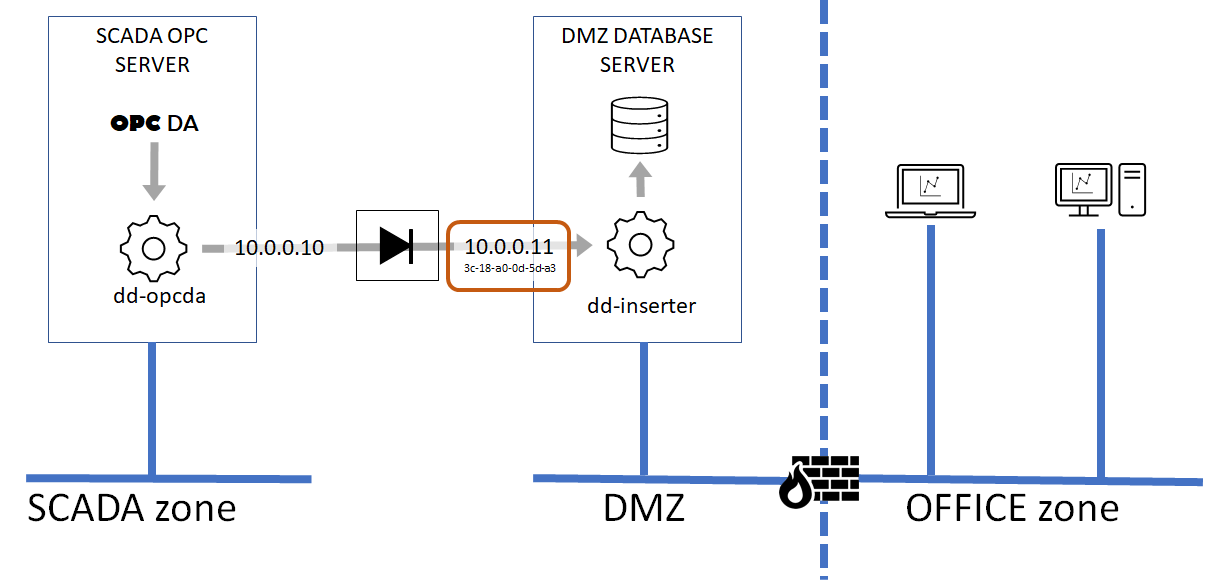 SCADA OPC
SERVER
OPC DA
dd-opcda
10.0.0.10
10.0.0.11
3c-18-a0-0d-5d-a3
DMZ DATABASE
SERVER
dd-inserter
SCADA zone
DMZ
OFFICE zone